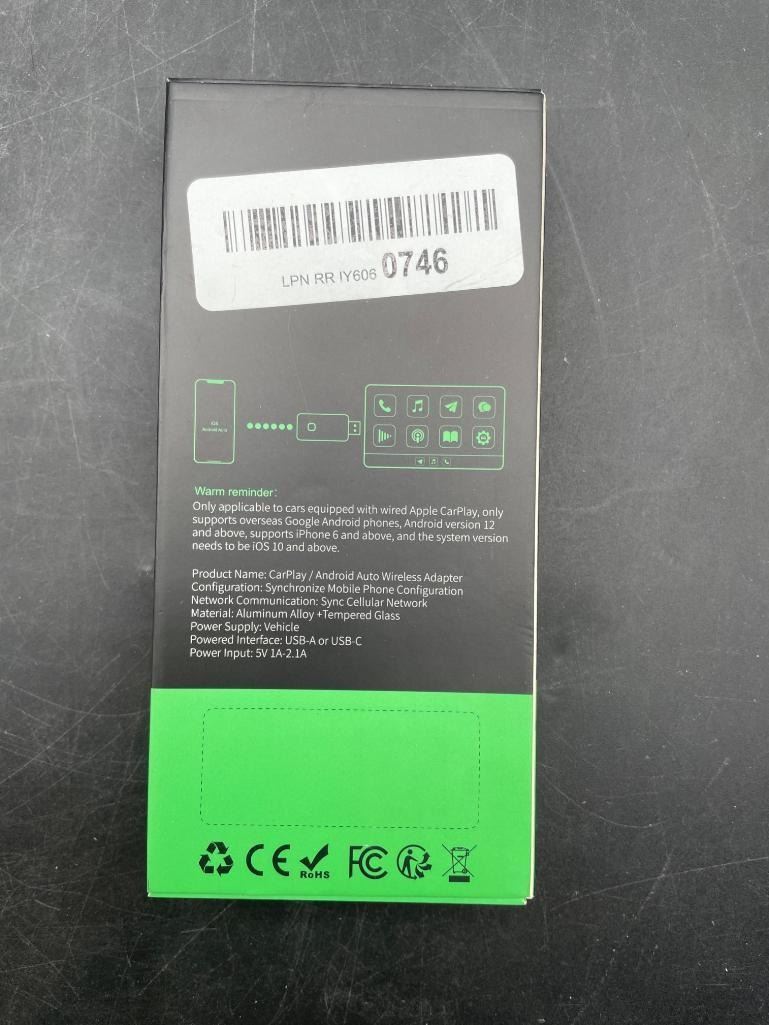 LPN RR IY606 0746
iOS
Android Auto
Warm reminder:
Only applicable to cars equipped with wired Apple CarPlay, only
supports overseas Google Android phones, Android version 12
and above, supports iPhone 6 and above, and the system version
needs to be iOS 10 and above.
Product Name: CarPlay / Android Auto Wireless Adapter
Configuration: Synchronize Mobile Phone Configuration
Network Communication: Sync Cellular Network
Material: Aluminum Alloy +Tempered Glass
Power Supply: Vehicle
Powered Interface: USB-A or USB-C
Power Input: 5V 1A-2.1A
CE RoHS FC